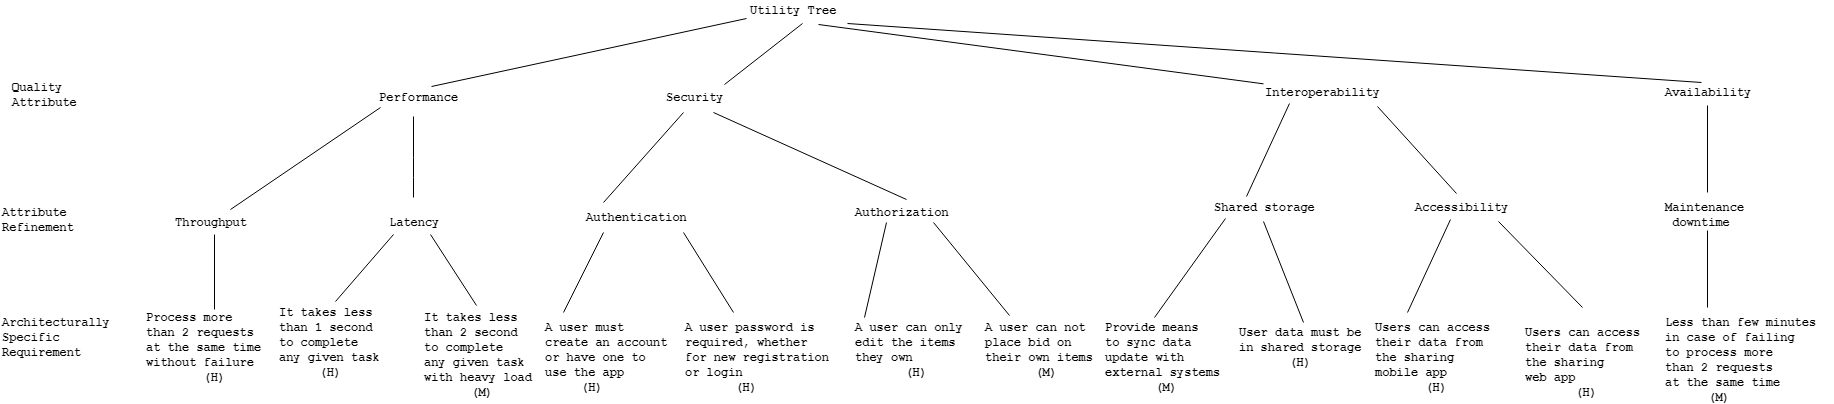 Utility Tree
Quality
Attribute
Performance
Security
Interoperability
Availability
Attribute
Refinement
Throughput
Latency
Authentication
Authorization
Shared storage
Accessibility
Maintenance
downtime
Architecturally
Specific
Requirement
Process more
than 2 requests
at the same time
without failure
(H)
It takes less
than 1 second
to complete
any given task
(H)
It takes less
than 2 second
to complete
any given task
with heavy load
(M)
A user must
create an account
or have one to
use the app
(H)
A user password is
required, whether
for new registration
or login
(H)
A user can only
edit the items
they own
(H)
A user can not
place bid on
their own items
(M)
Provide means
to sync data
update with
external systems
(M)
User data must be
in shared storage
(H)
Users can access
their data from
the sharing
mobile app
(H)
Users can access
their data from
the sharing
web app
(H)
Less than few minutes
in case of failing
to process more
than 2 requests
at the same time
(M)